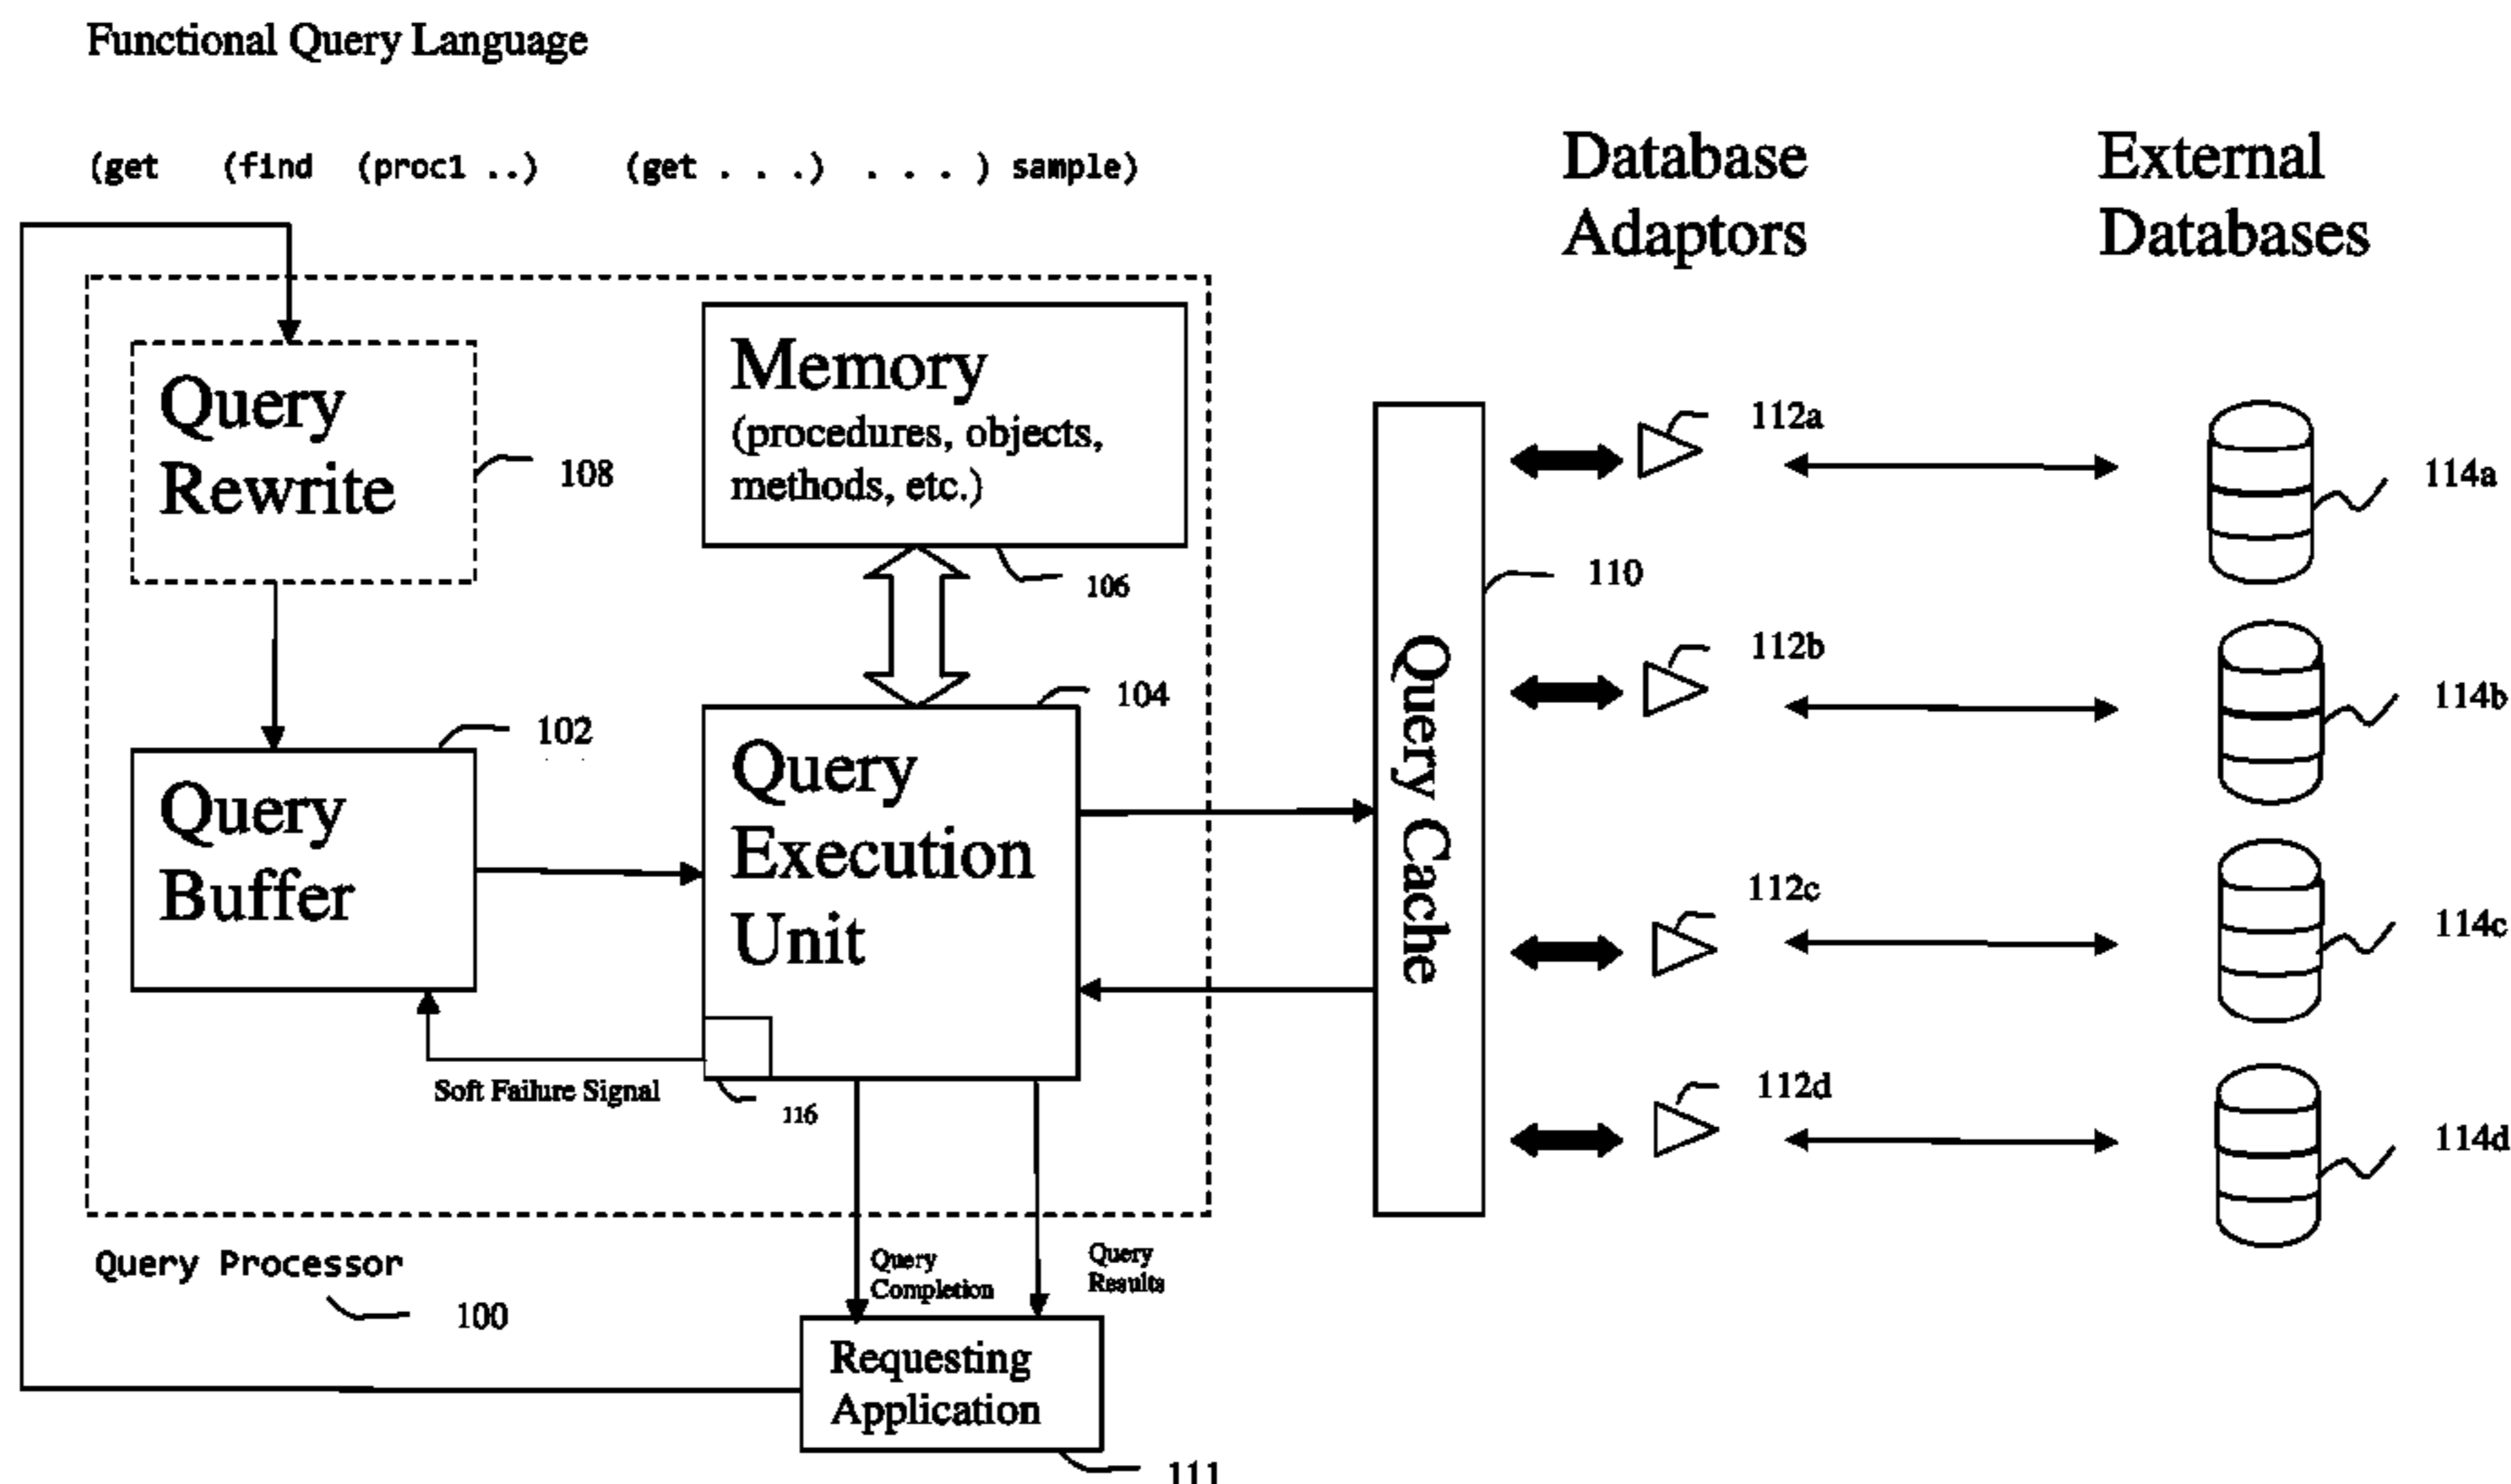 Functional Query Language
(get (find (proc1 ..) (get . . .) . . . ) sample)
Database
Adaptors
External
Databases
Query
Rewrite
108
Memory
(procedures, objects,
methods, etc.)
106
112a
114a
110
Query Cache
112b
114b
102
104
Query
Buffer
Query
Execution
Unit
112c
114c
Soft Failure Signal
116
112d
114d
Query Processor
100
Query
Completion
Query
Results
Requesting
Application
111